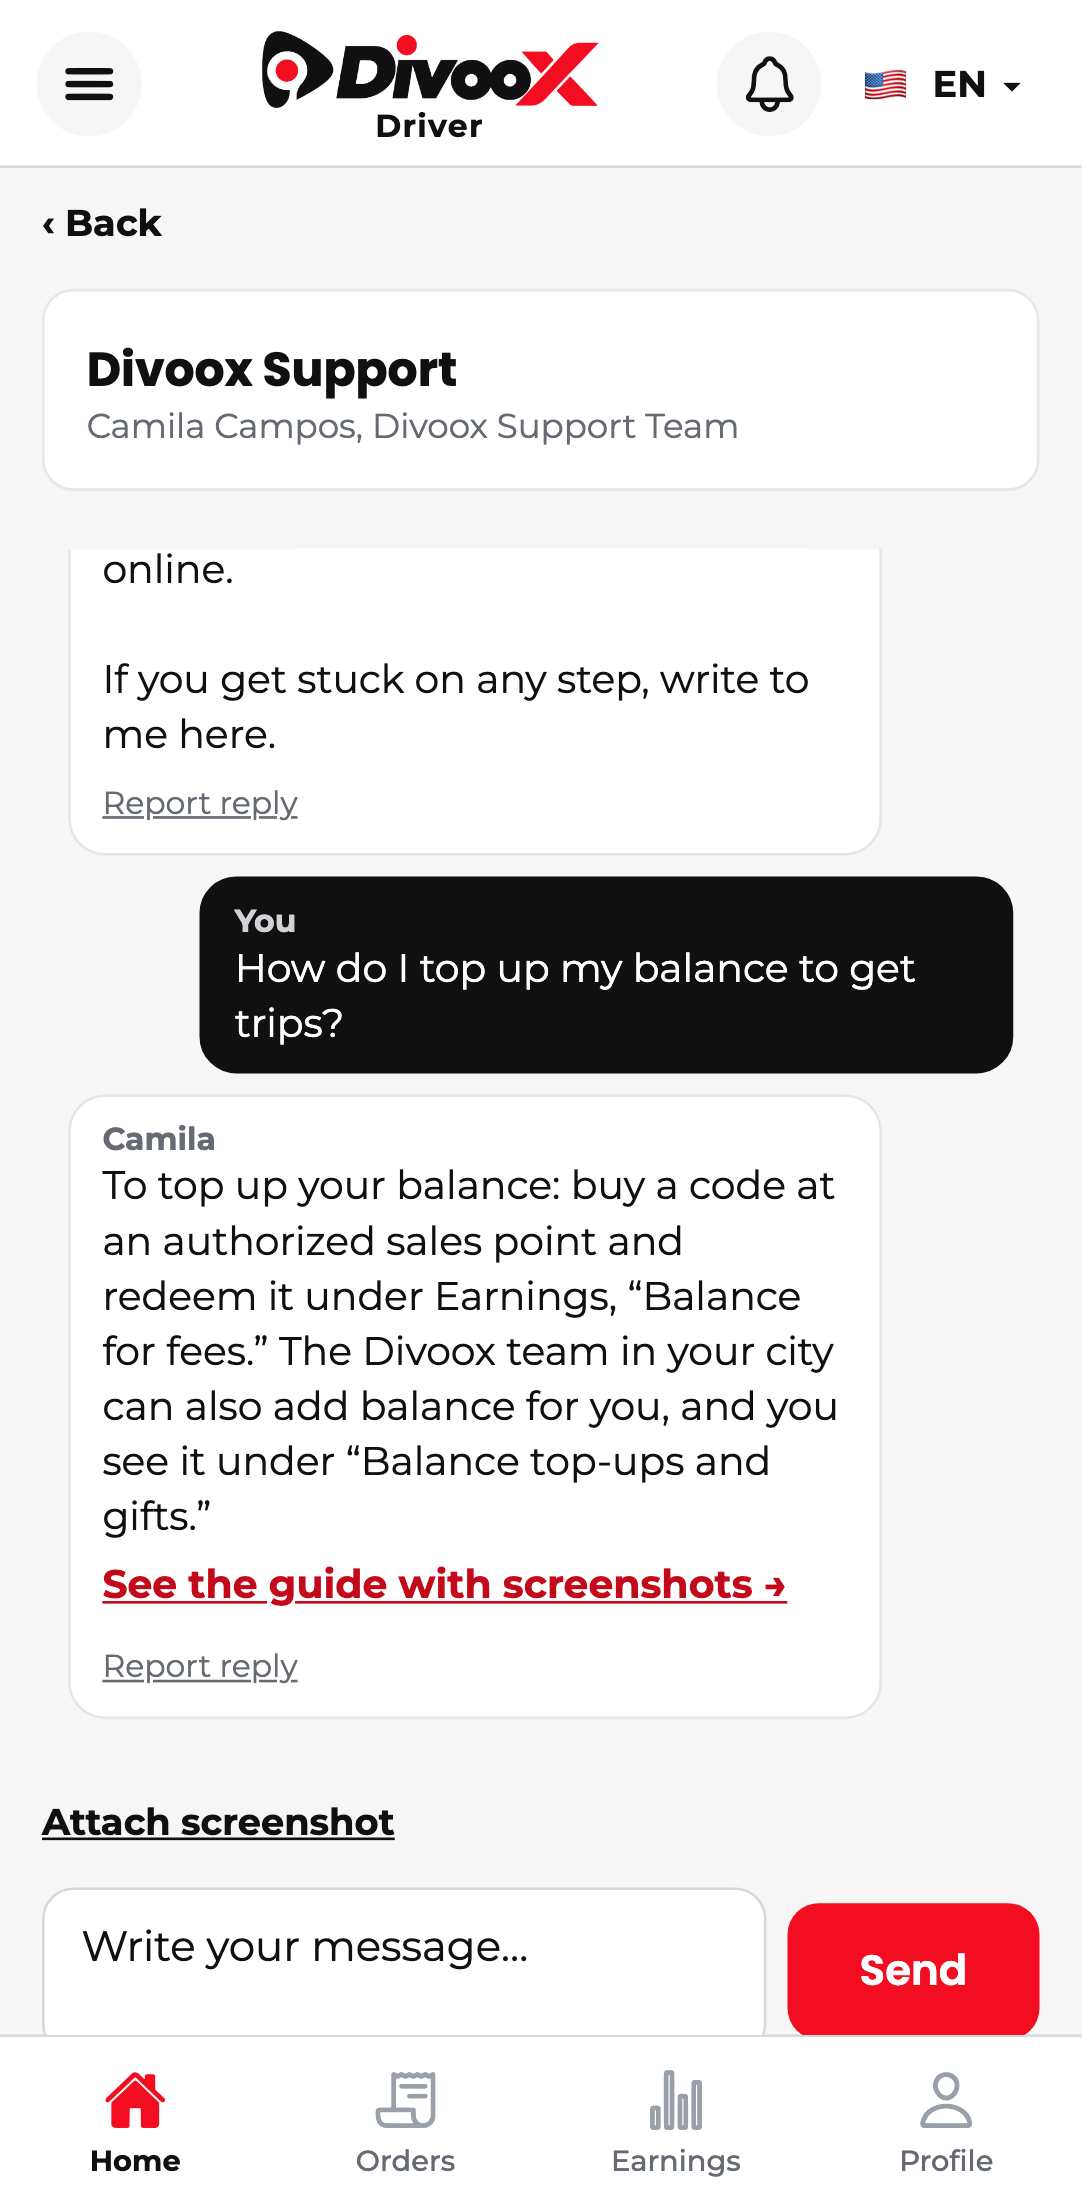 DivooX
Driver
EN
‹ Back
Divoox Support
Camila Campos, Divoox Support Team
online.
If you get stuck on any step, write to
me here.
Report reply
You
How do I top up my balance to get
trips?
Camila
To top up your balance: buy a code at
an authorized sales point and
redeem it under Earnings, “Balance
for fees.” The Divoox team in your city
can also add balance for you, and you
see it under “Balance top-ups and
gifts.”
See the guide with screenshots →
Report reply
Attach screenshot
Write your message...
Send
Home
Orders
Earnings
Profile